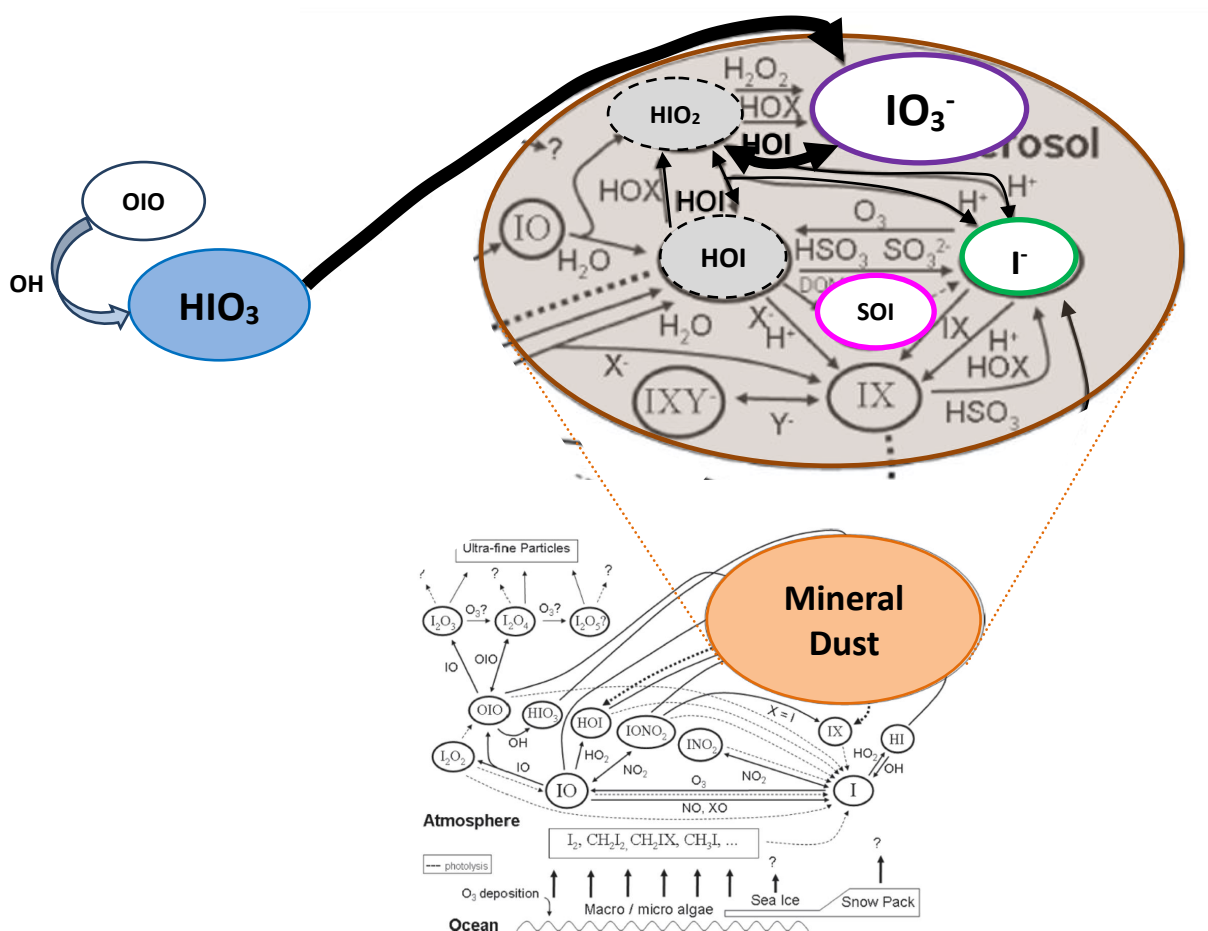 H₂O₂
HIO₂
HOX
IO₃⁻
HOI
erosol
?
OIO
HOX
HOI
H⁺
H⁺
IO
O₃
H₂O
HOI
HSO₃⁻ SO₃²⁻
I⁻
OH
HIO₃
SOI
H₂O
X⁻
H⁺
IX
H⁺
HOX
X⁻
IXY⁻
Y⁻
IX
HSO₃
Ultra-fine Particles
?
?
?
Mineral
Dust
I₂O₃
O₃?
I₂O₄
O₃?
I₂O₅?
IO
OIO
OIO
HIO₃
OH
HOI
IONO₂
INO₂
X = I
IX
HI
I₂O₂
IO
HO₂
NO₂
NO₂
HO₂
OH
IO
O₃
NO, XO
I
Atmosphere
I₂, CH₂I₂, CH₂IX, CH₃I, ...
--- photolysis
?
?
O₃ deposition
Macro / micro algae
Sea Ice
Snow Pack
Ocean